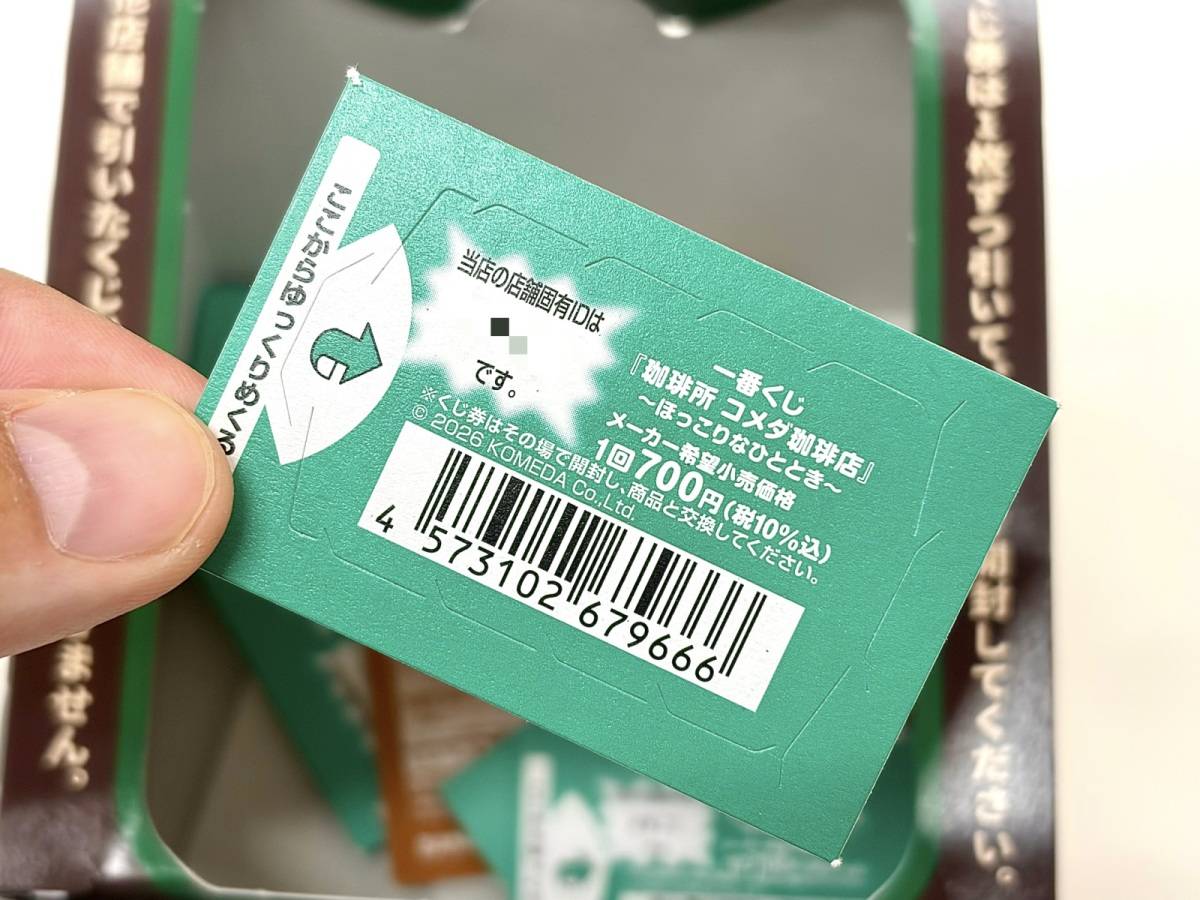 ここからゆっくりめくる
当店の店舗固有IDは
です。
一番くじ
『珈琲所 コメダ珈琲店』
～ほっこりなひととき～
メーカー希望小売価格
1回700円(税10%込)
※くじ券はその場で開封し、商品と交換してください。
© 2026 KOMEDA Co.,Ltd.
4 573102 679666
店舗で引いたくじ
ません。
じ券は1枚ずつ引いて
開封してください。